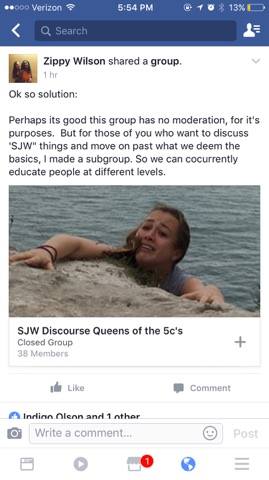 Verizon 5:54 PM 13%
Search
Zippy Wilson shared a group.
1 hr
Ok so solution:
Perhaps its good this group has no moderation, for it's
purposes. But for those of you who want to discuss
'SJW" things and move on past what we deem the
basics, I made a subgroup. So we can cocurrently
educate people at different levels.
SJW Discourse Queens of the 5c's
Closed Group
38 Members
Like Comment
Indigo Olson and 1 other
Write a comment... Post
1